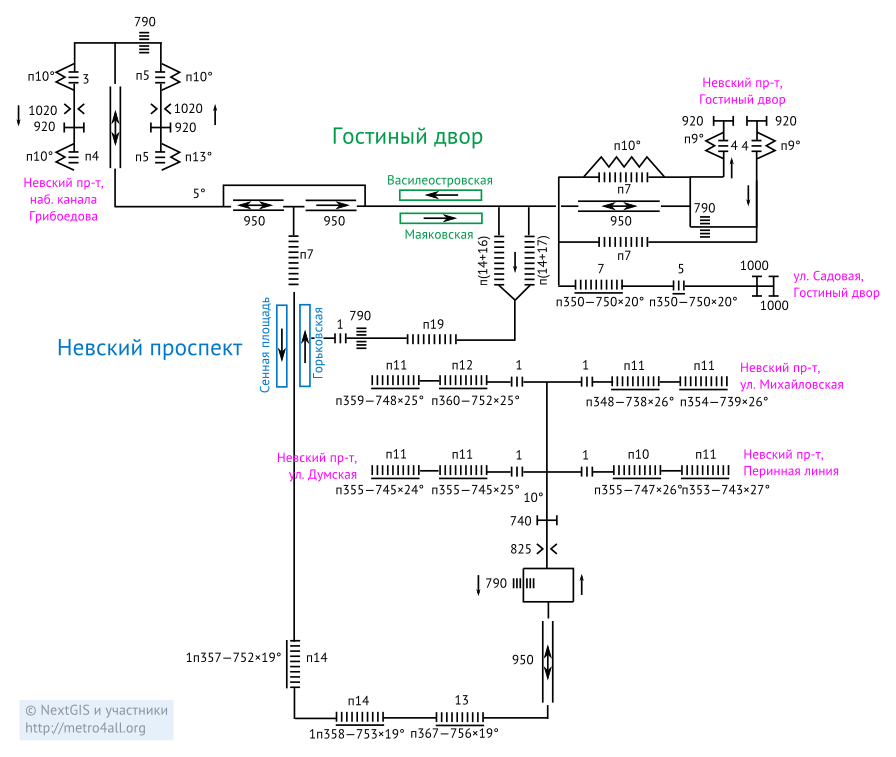 790
п10°
3
п5
п10°
1020
1020
920
920
п10°
п4
п5
п13°
Невский пр-т,
наб. канала
Грибоедова
5°
950
950
Гостиный двор
Василеостровская
Маяковская
п7
п(14+16)
п(14+17)
Невский пр-т,
Гостиный двор
920
920
п9°
4
4
п9°
п10°
п7
950
790
п7
7
п350−750×20°
5
п350−750×20°
1000
1000
ул. Садовая,
Гостиный двор
Невский проспект
Сенная площадь
Горьковская
1
790
п19
п11
п12
1
1
п11
п11
Невский пр-т,
ул. Михайловская
п359−748×25°
п360−752×25°
п348−738×26°
п354−739×26°
Невский пр-т,
ул. Думская
п11
п11
1
1
п10
п11
Невский пр-т,
Перинная линия
п355−745×24°
п355−745×25°
п355−747×26°
п353−743×27°
10°
740
825
790
950
1п357−752×19°
п14
п14
13
1п358−753×19°
п367−756×19°
© NextGIS и участники
http://metro4all.org